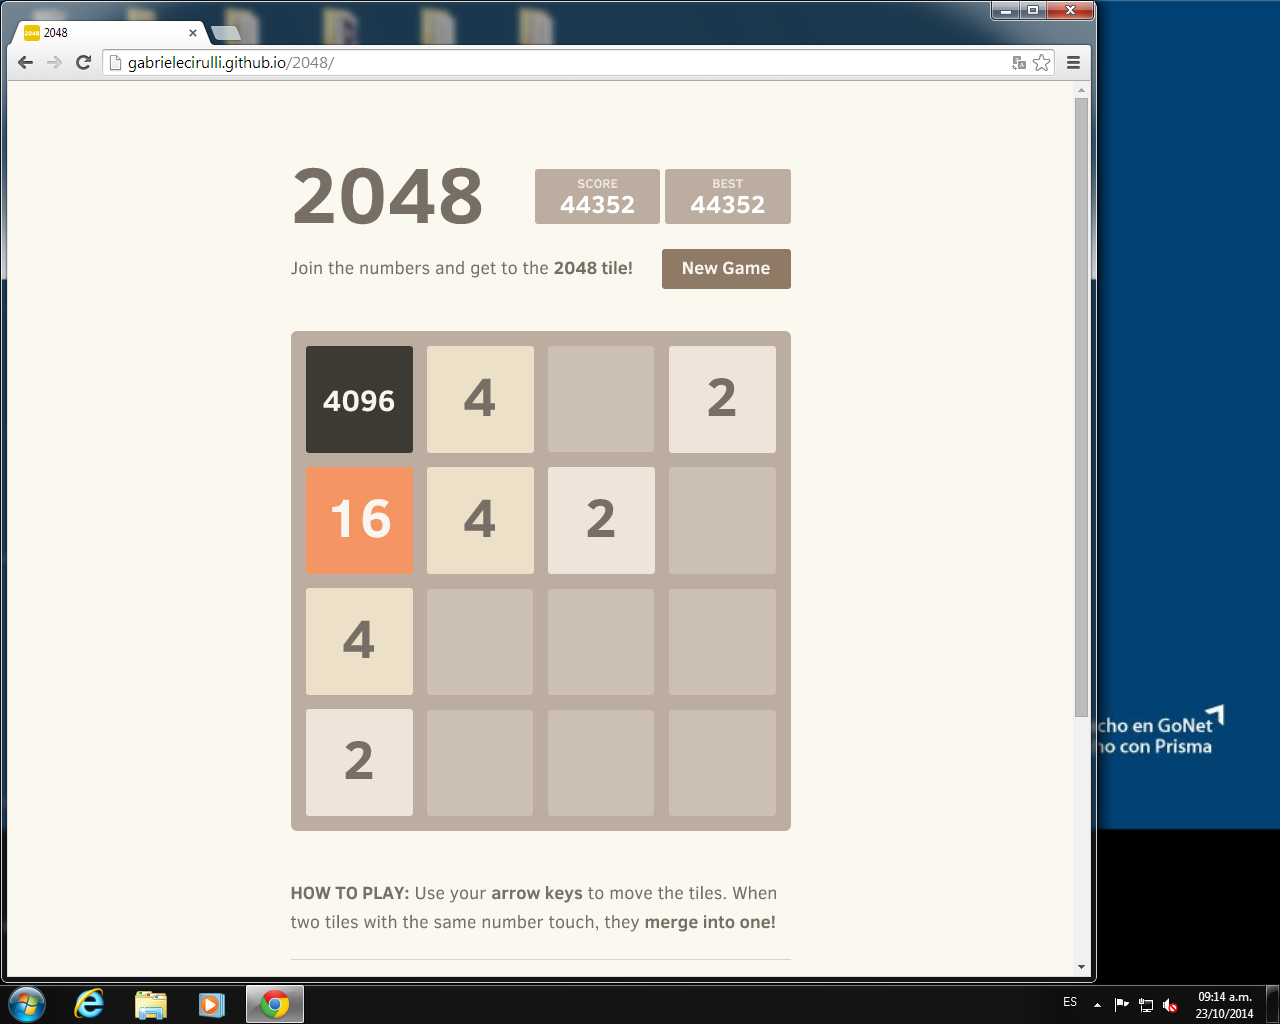 2048
gabrielecirulli.github.io/2048/
2048
SCORE
44352
BEST
44352
Join the numbers and get to the 2048 tile!
New Game
4096 4 2
16 4 2
4
2
HOW TO PLAY: Use your arrow keys to move the tiles. When
two tiles with the same number touch, they merge into one!
cho en GoNet
no con Prisma
ES
09:14 a.m.
23/10/2014